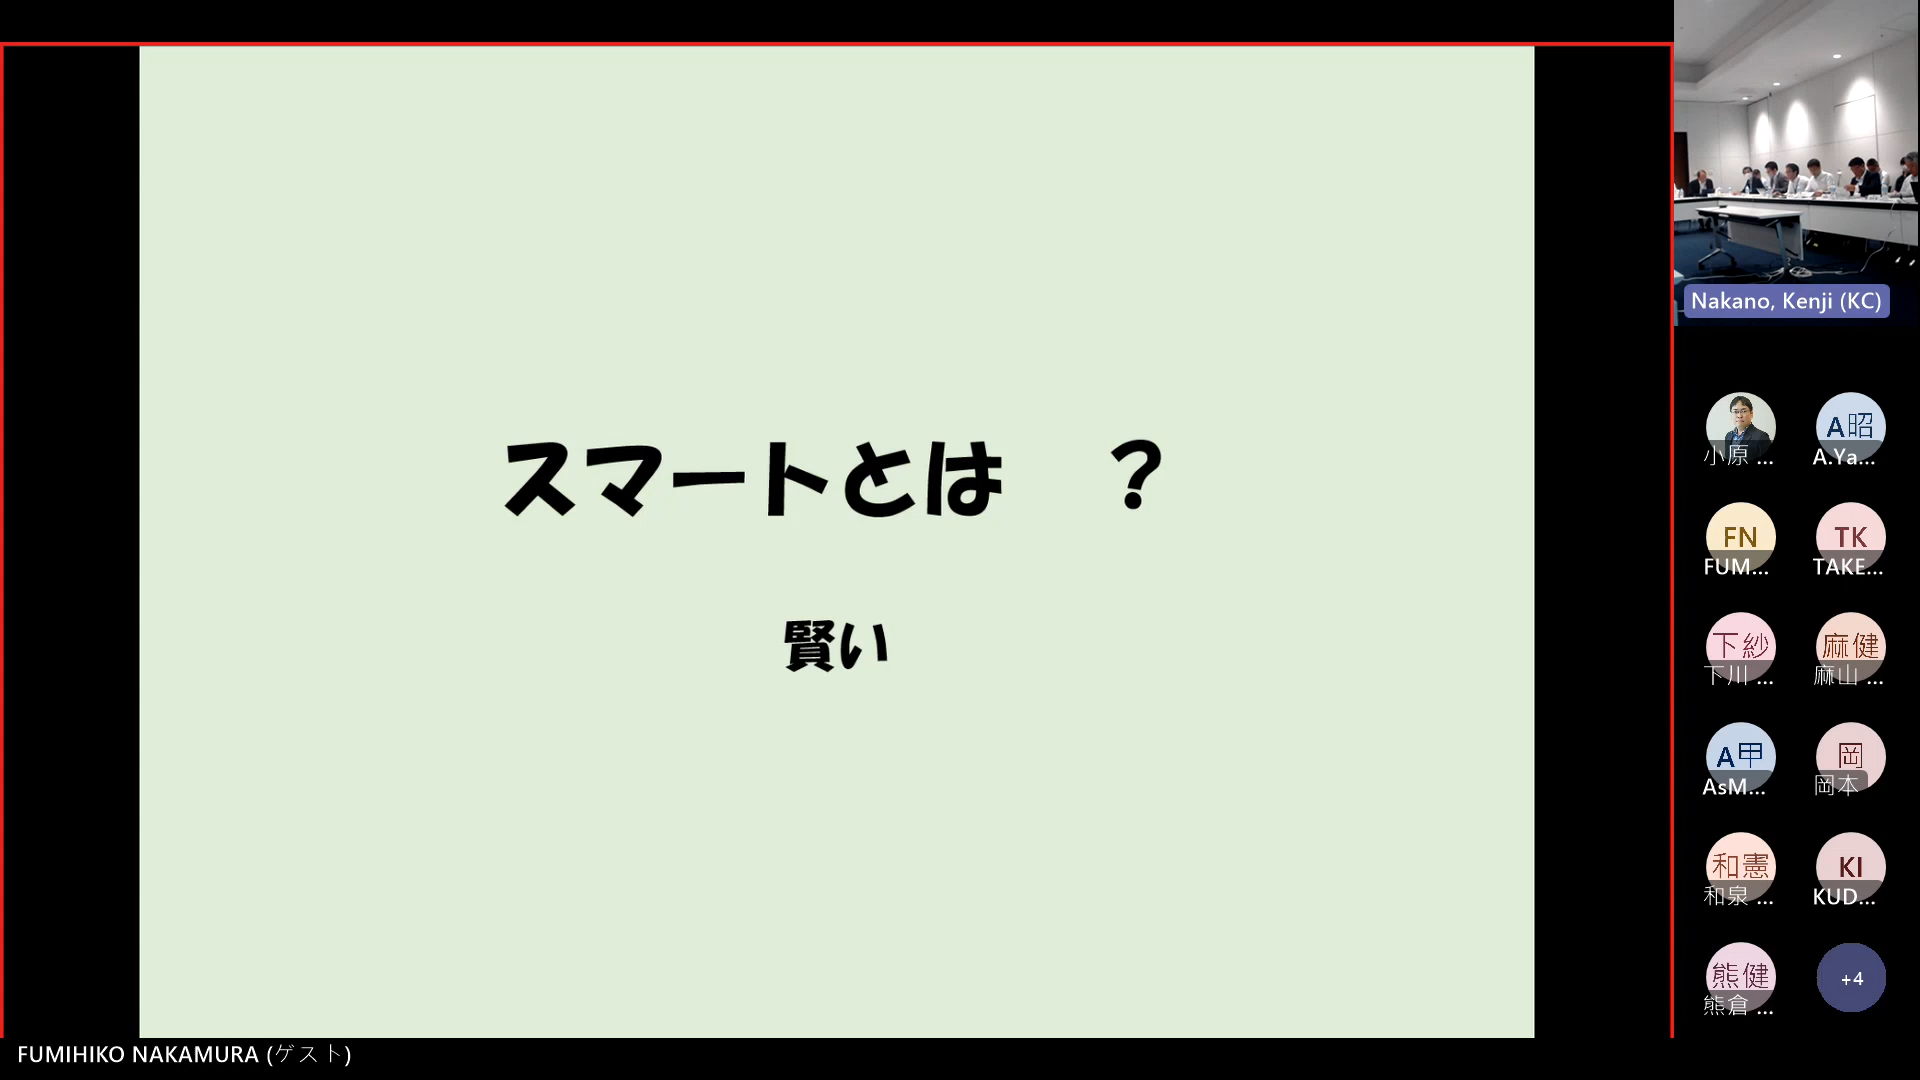 スマートとは　？
賢い
Nakano, Kenji (KC)
小原 ...
A昭
A.Ya...
FN
FUM...
TK
TAKE...
下紗
下川 ...
麻健
麻山 ...
A甲
AsM...
岡
岡本
和憲
和泉 ...
KI
KUD...
熊健
熊倉 ...
+4
FUMIHIKO NAKAMURA (ゲスト)